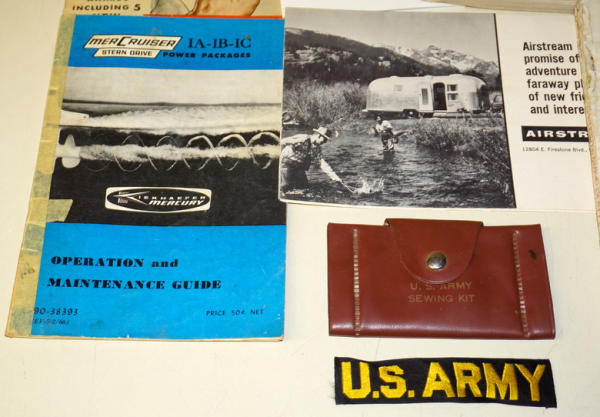 INCLUDING 5
MERCRUISER
STERN DRIVE
IA-IB-IC
POWER PACKAGES
KIEKHAEFER
MERCURY
OPERATION and
MAINTENANCE GUIDE
90-38393
PRICE 50¢ NET
Airstream
promise of
adventure
faraway pl
of new frie
and intere
AIRSTR
12804 E. Firestone Blvd.,
U. S. ARMY
SEWING KIT
U.S. ARMY